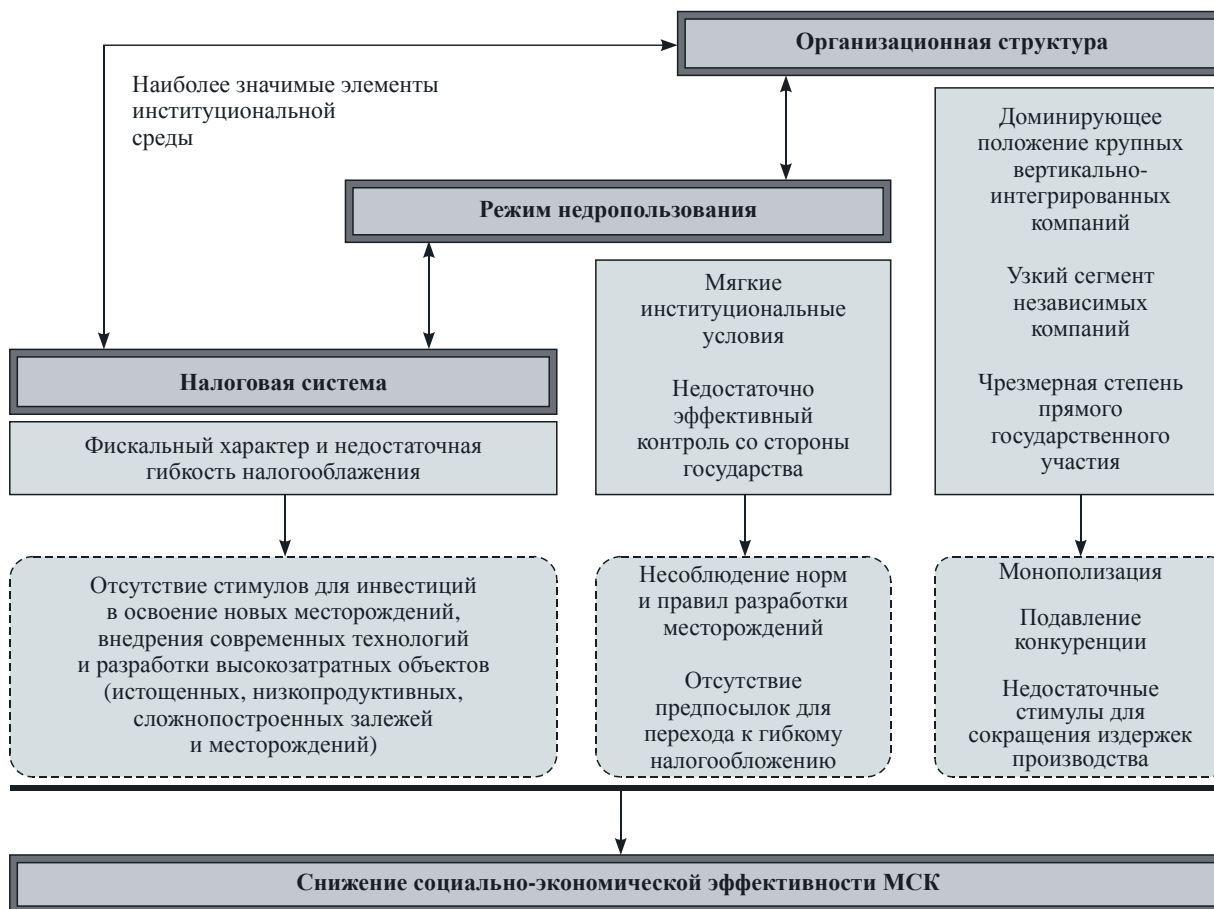 Организационная структура
Наиболее значимые элементы
институциональной
среды
Доминирующее
положение крупных
вертикально-
интегрированных
компаний
Узкий сегмент
независимых
компаний
Чрезмерная степень
прямого
государственного
участия
Режим недропользования
Мягкие
институциональные
условия
Недостаточно
эффективный
контроль со стороны
государства
Налоговая система
Фискальный характер и недостаточная
гибкость налогооблажения
Отсутствие стимулов для инвестиций
в освоение новых месторождений,
внедрения современных технологий
и разработки высокозатратных объектов
(истощенных, низкопродуктивных,
сложнопостроенных залежей
и месторождений)
Несоблюдение норм
и правил разработки
месторождений
Отсутствие
предпосылок для
перехода к гибкому
налогообложению
Монополизация
Подавление
конкуренции
Недостаточные
стимулы для
сокращения издержек
производства
Снижение социально-экономической эффективности МСК